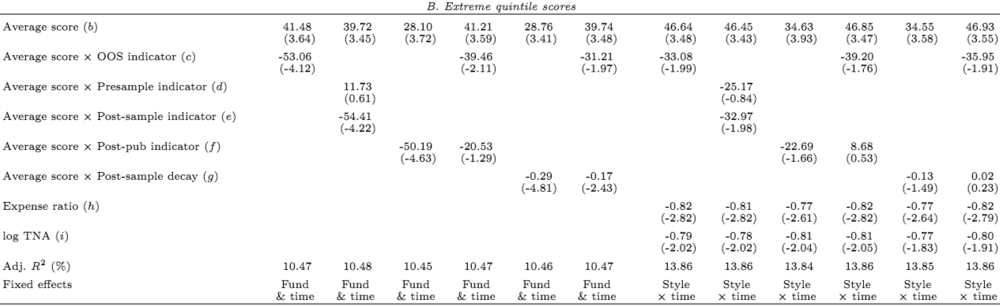 B. Extreme quintile scores
Average score (b) 41.48 39.72 28.10 41.21 28.76 39.74 46.64 46.45 34.63 46.85 34.55 46.93
(3.64) (3.45) (3.72) (3.59) (3.41) (3.48) (3.48) (3.43) (3.93) (3.47) (3.58) (3.55)
Average score × OOS indicator (c) -53.06 -39.46 -31.21 -33.08 -39.20 -35.95
(-4.12) (-2.11) (-1.97) (-1.99) (-1.76) (-1.91)
Average score × Presample indicator (d) 11.73 -25.17
(0.61) (-0.84)
Average score × Post-sample indicator (e) -54.41 -32.97
(-4.22) (-1.98)
Average score × Post-pub indicator (f) -50.19 -20.53 -22.69 8.68
(-4.63) (-1.29) (-1.66) (0.53)
Average score × Post-sample decay (g) -0.29 -0.17 -0.13 0.02
(-4.81) (-2.43) (-1.49) (0.23)
Expense ratio (h) -0.82 -0.81 -0.77 -0.82 -0.77 -0.82
(-2.82) (-2.82) (-2.61) (-2.82) (-2.64) (-2.79)
log TNA (i) -0.79 -0.78 -0.81 -0.81 -0.77 -0.80
(-2.02) (-2.02) (-2.04) (-2.05) (-1.83) (-1.91)
Adj. R² (%) 10.47 10.48 10.45 10.47 10.46 10.47 13.86 13.86 13.84 13.86 13.85 13.86
Fixed effects Fund Fund Fund Fund Fund Fund Style Style Style Style Style Style
& time & time & time & time & time & time × time × time × time × time × time × time